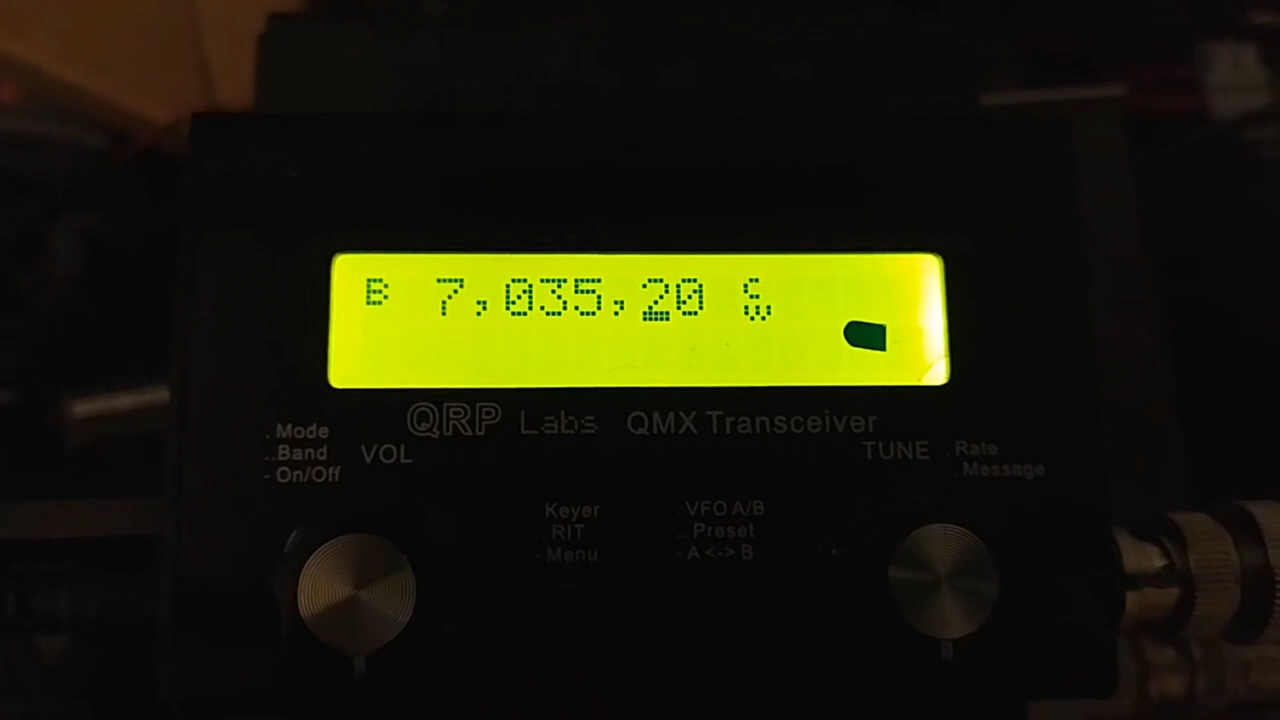 B 7,035,20 CW
QRP Labs QMX Transceiver
. Mode
.. Band
- On/Off
VOL
TUNE
. Rate
.. Message
. Keyer
.. RIT
- Menu
. VFO A/B
.. Preset
- A <-> B